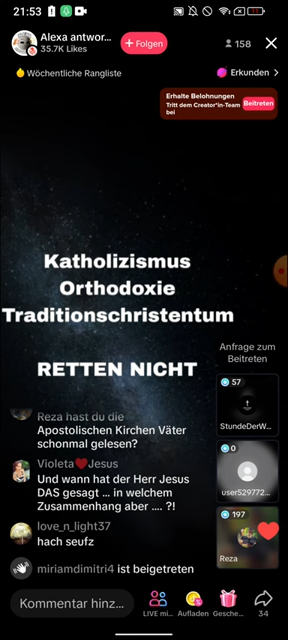 21:53
Alexa antwor...
35.7K Likes
+ Folgen
158
Wöchentliche Rangliste
Erkunden >
Erhalte Belohnungen
Tritt dem Creator*in-Team
bei
Beitreten
Katholizismus
Orthodoxie
Traditionschristentum
RETTEN NICHT
Anfrage zum
Beitreten
57
StundeDerW...
0
user529772...
197
Reza
Reza hast du die
Apostolischen Kirchen Väter
schonmal gelesen?
Violeta❤️Jesus
Und wann hat der Herr Jesus
DAS gesagt ... in welchem
Zusammenhang aber .... ?!
love_n_light37
hach seufz
miriamdimitri4 ist beigetreten
Kommentar hinz...
LIVE mi...
Aufladen
Gesche...
34